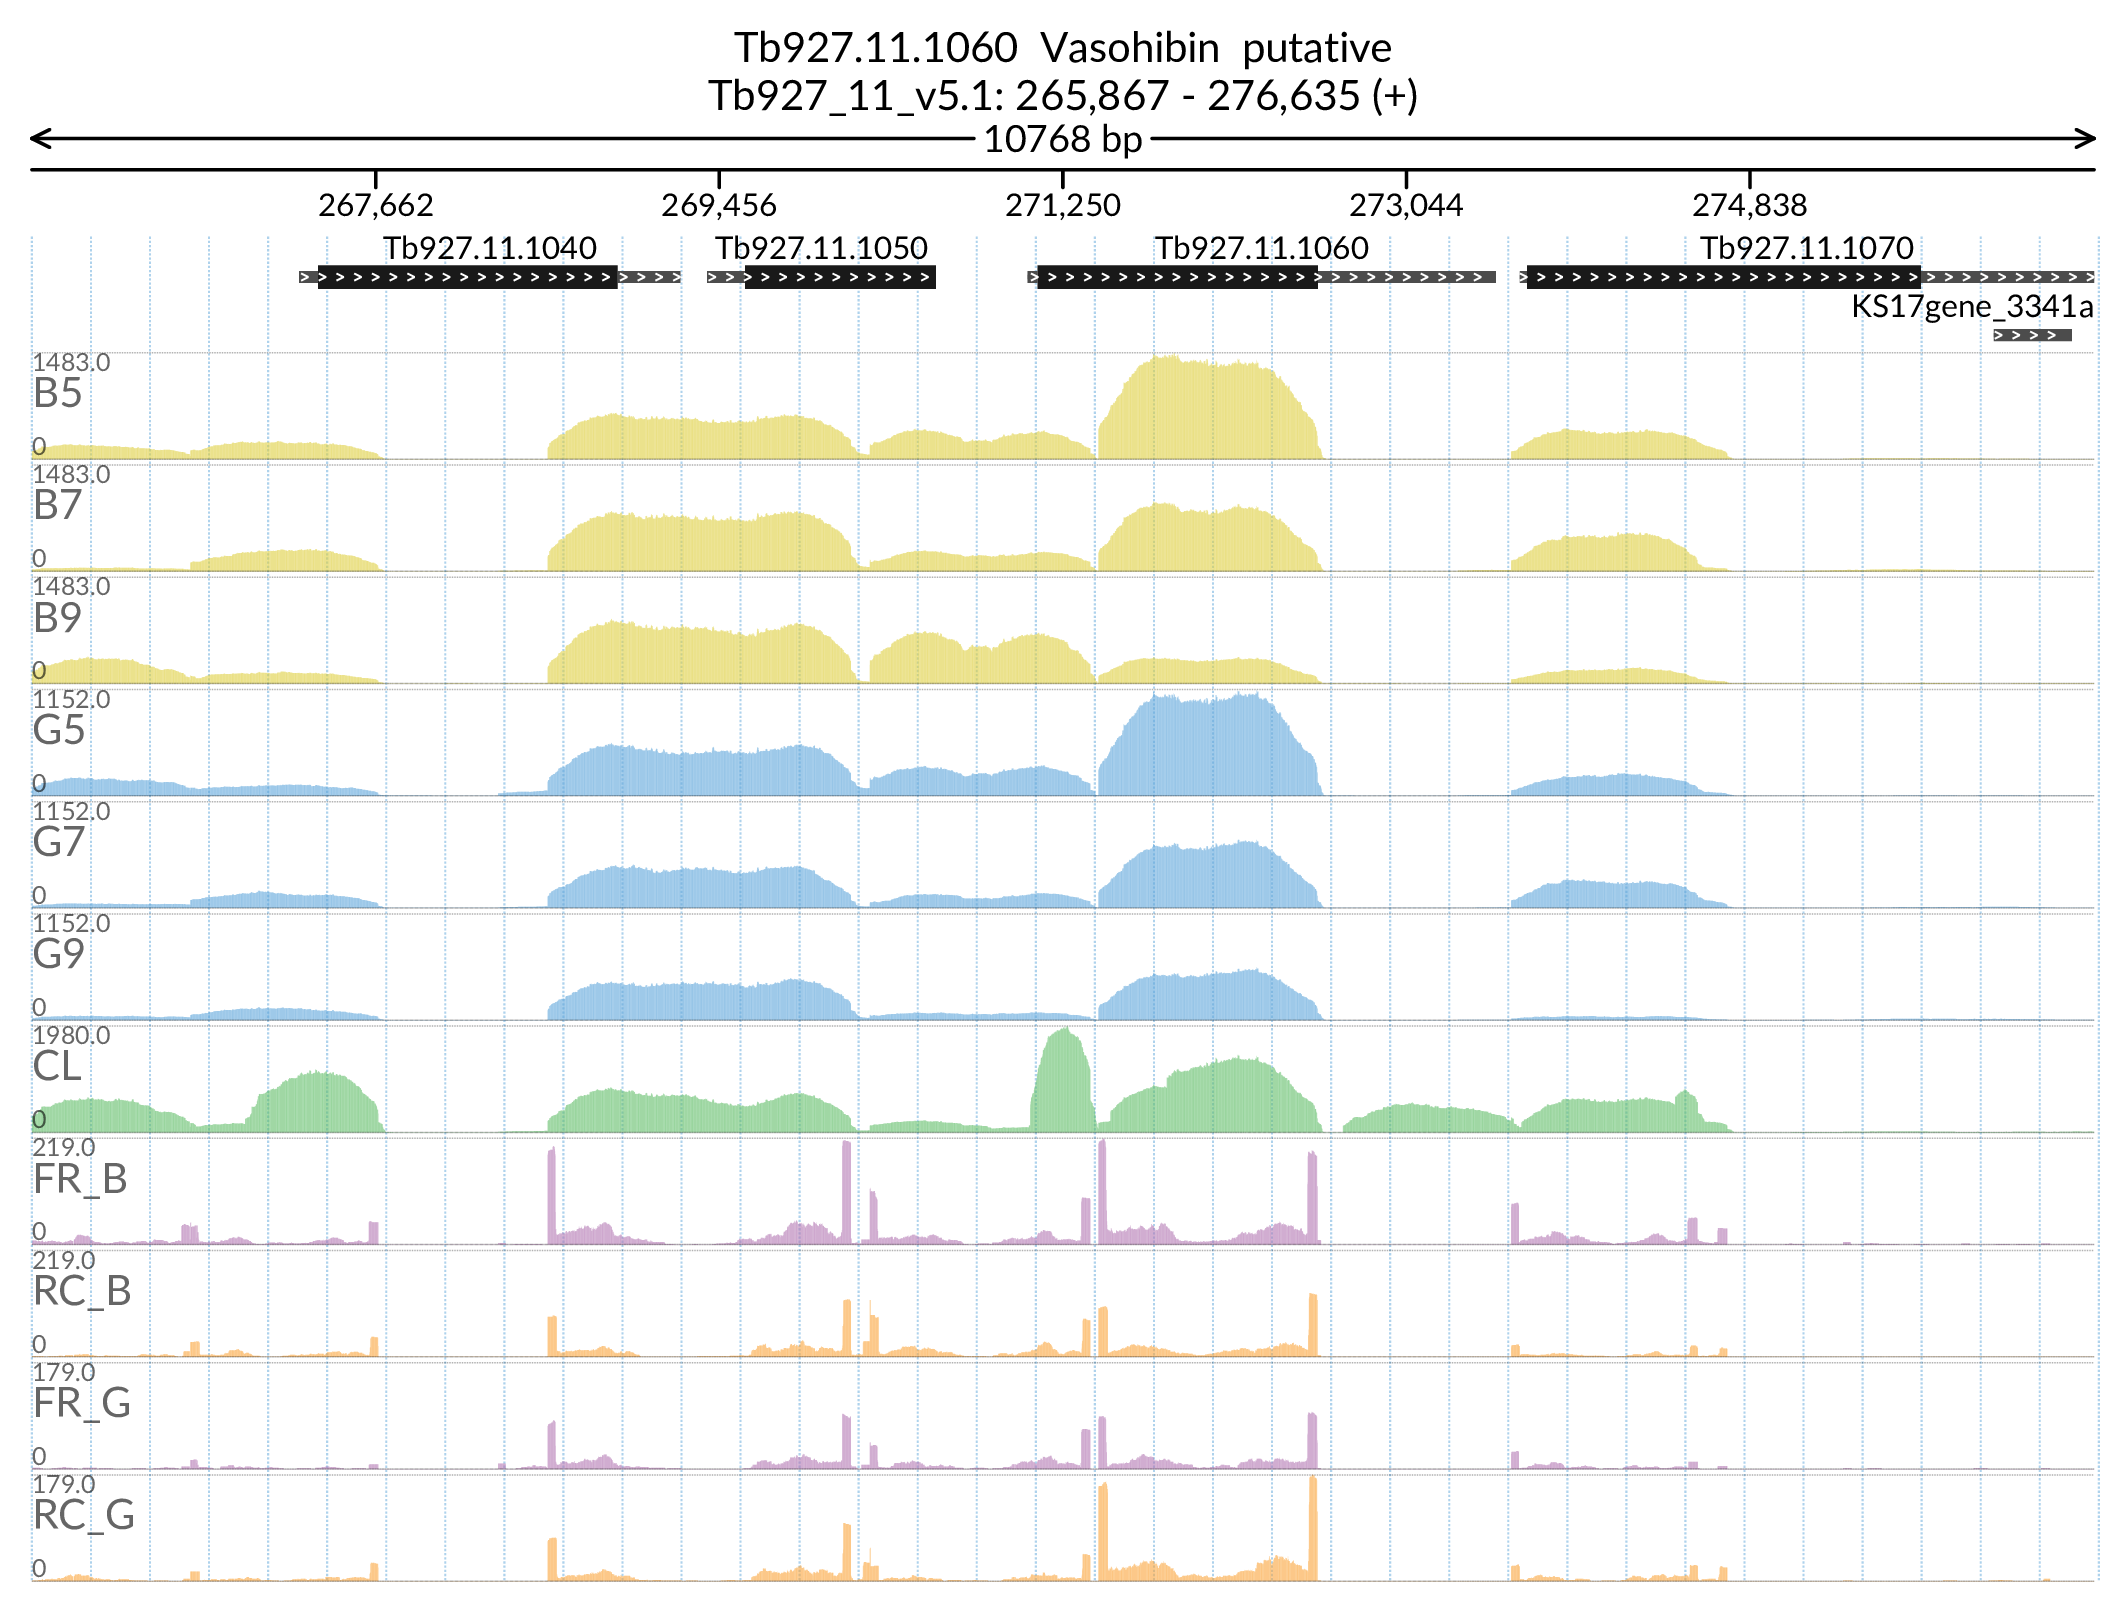 Tb927.11.1060 Vasohibin putative
Tb927_11_v5.1: 265,867 - 276,635 (+)
10768 bp
267,662 269,456 271,250 273,044 274,838
Tb927.11.1040 Tb927.11.1050 Tb927.11.1060 Tb927.11.1070
KS17gene_3341a
1483.0
B5
0
1483.0
B7
0
1483.0
B9
0
1152.0
G5
0
1152.0
G7
0
1152.0
G9
0
1980.0
CL
0
219.0
FR_B
0
219.0
RC_B
0
179.0
FR_G
0
179.0
RC_G
0